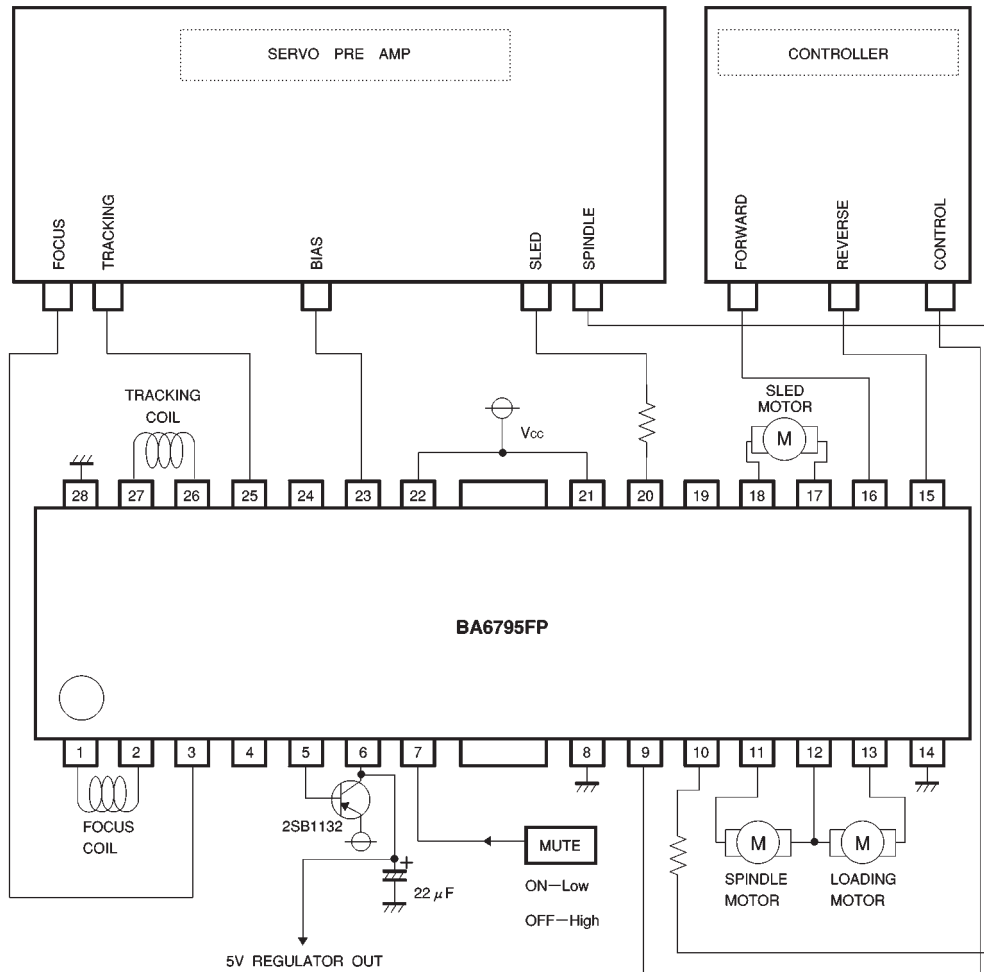 SERVO PRE AMP
CONTROLLER
FOCUS
TRACKING
BIAS
SLED
SPINDLE
FORWARD
REVERSE
CONTROL
TRACKING
COIL
Vcc
SLED
MOTOR
M
28
27
26
25
24
23
22
21
20
19
18
17
16
15
BA6795FP
1
2
3
4
5
6
7
8
9
10
11
12
13
14
FOCUS
COIL
2SB1132
+
22μF
MUTE
ON–Low
OFF–High
M
M
SPINDLE
MOTOR
LOADING
MOTOR
5V REGULATOR OUT